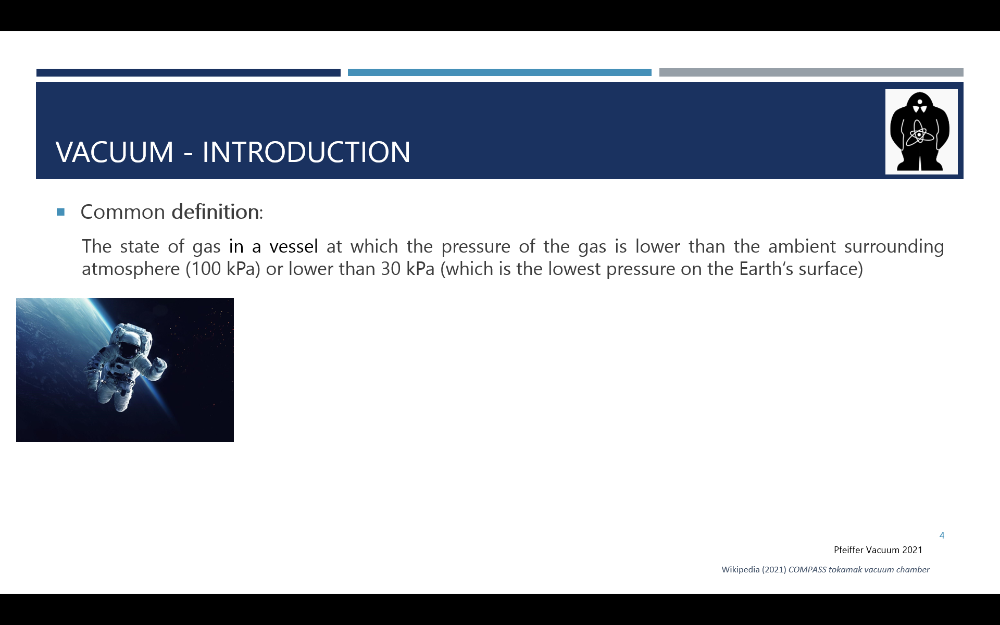 VACUUM - INTRODUCTION
Common definition:
The state of gas in a vessel at which the pressure of the gas is lower than the ambient surrounding
atmosphere (100 kPa) or lower than 30 kPa (which is the lowest pressure on the Earth‘s surface)
4
Pfeiffer Vacuum 2021
Wikipedia (2021) COMPASS tokamak vacuum chamber